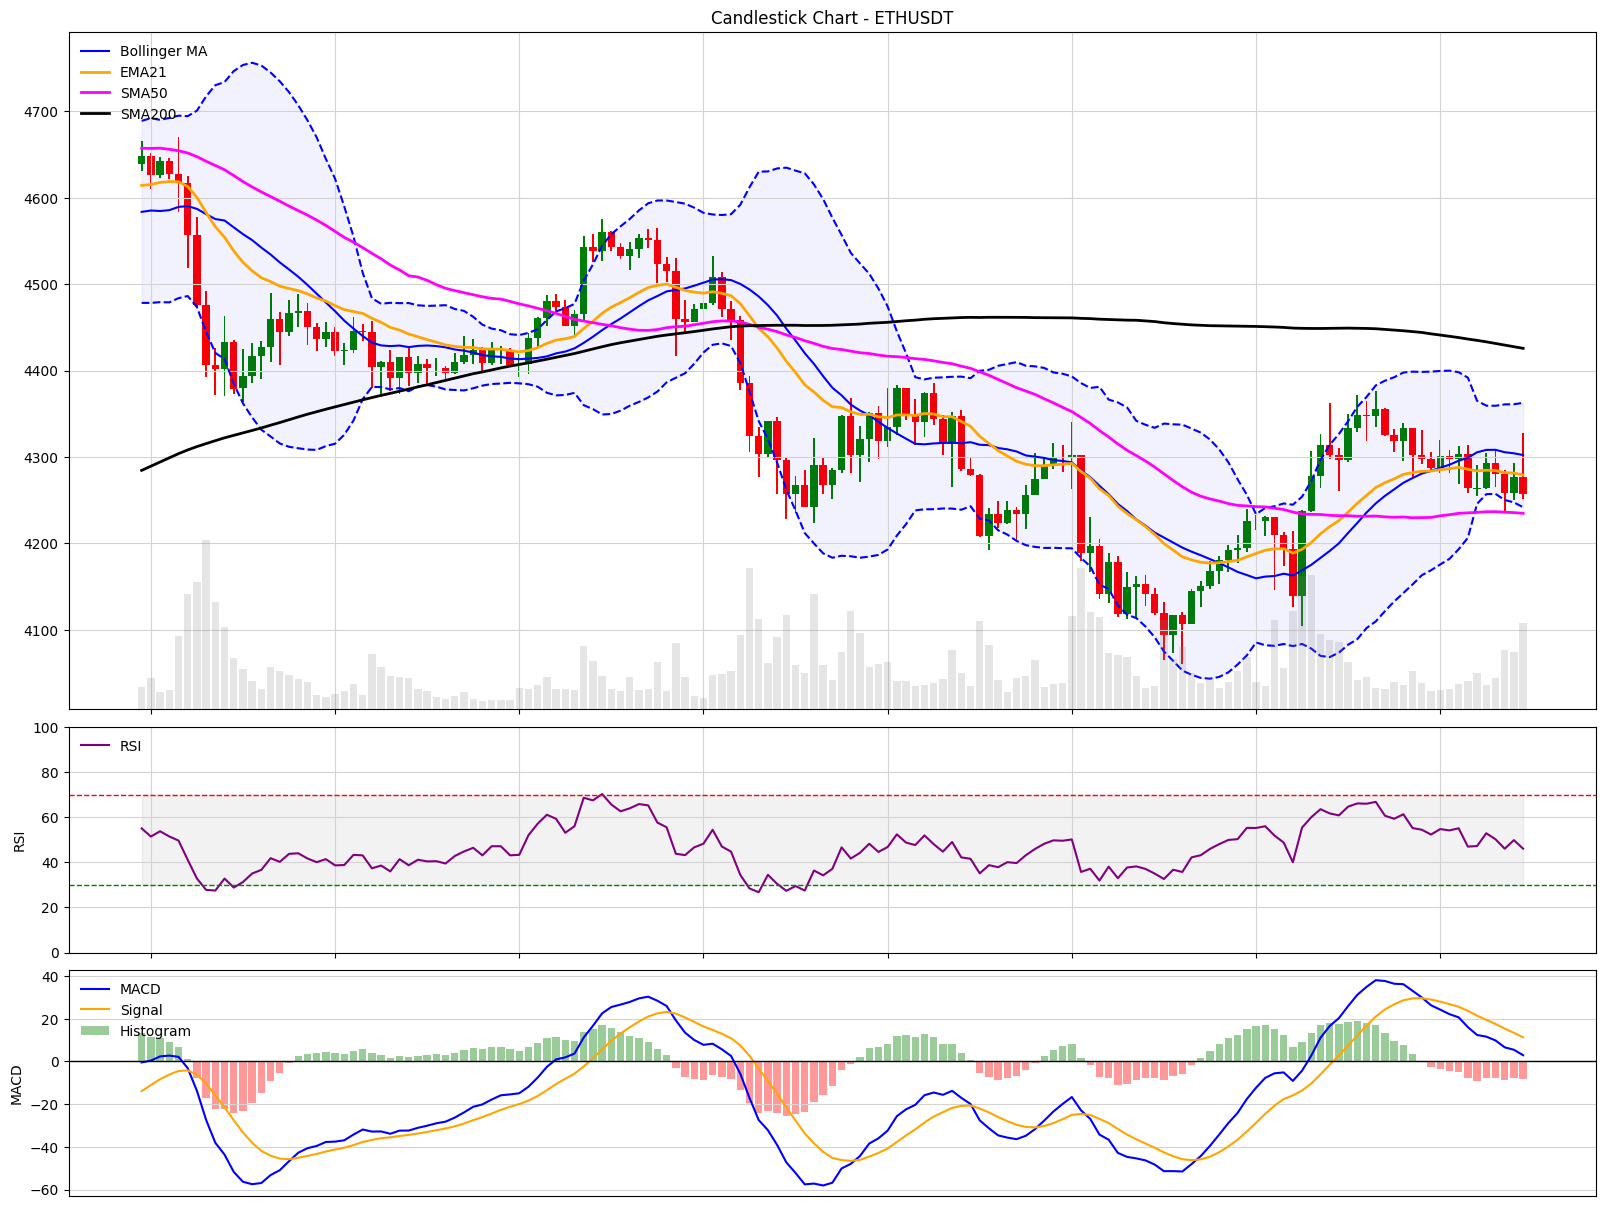 Candlestick Chart - ETHUSDT
Bollinger MA
EMA21
SMA50
SMA200
4700
4600
4500
4400
4300
4200
4100
RSI
100
80
60
40
20
0
RSI
MACD
Signal
Histogram
40
20
0
−20
−40
−60
MACD